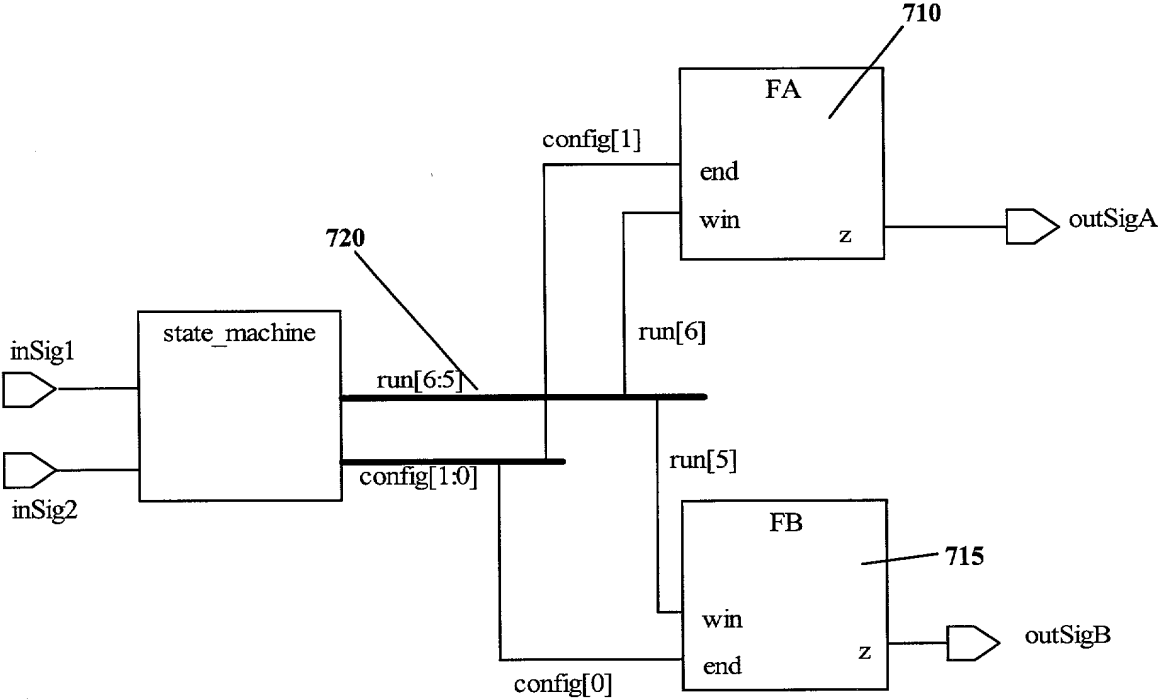 710
FA
config[1]
end
win
z
outSigA
720
state_machine
inSig1
run[6:5]
run[6]
config[1:0]
run[5]
inSig2
FB
715
win
z
outSigB
end
config[0]